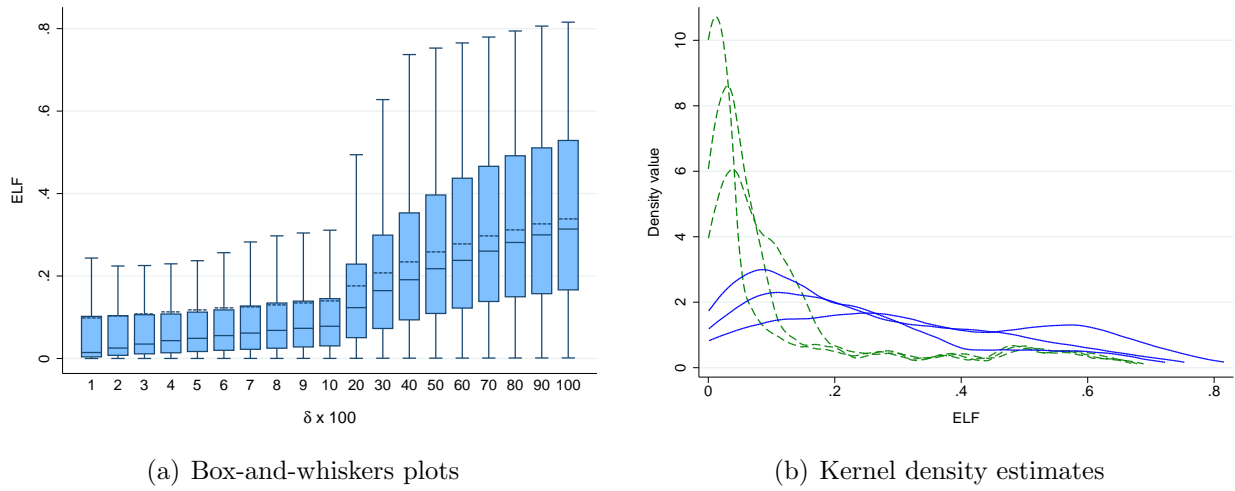 ELF
.8
.6
.4
.2
0
1 2 3 4 5 6 7 8 9 10 20 30 40 50 60 70 80 90 100
δ x 100
(a) Box-and-whiskers plots
Density value
10
8
6
4
2
0
0 .2 .4 .6 .8
ELF
(b) Kernel density estimates